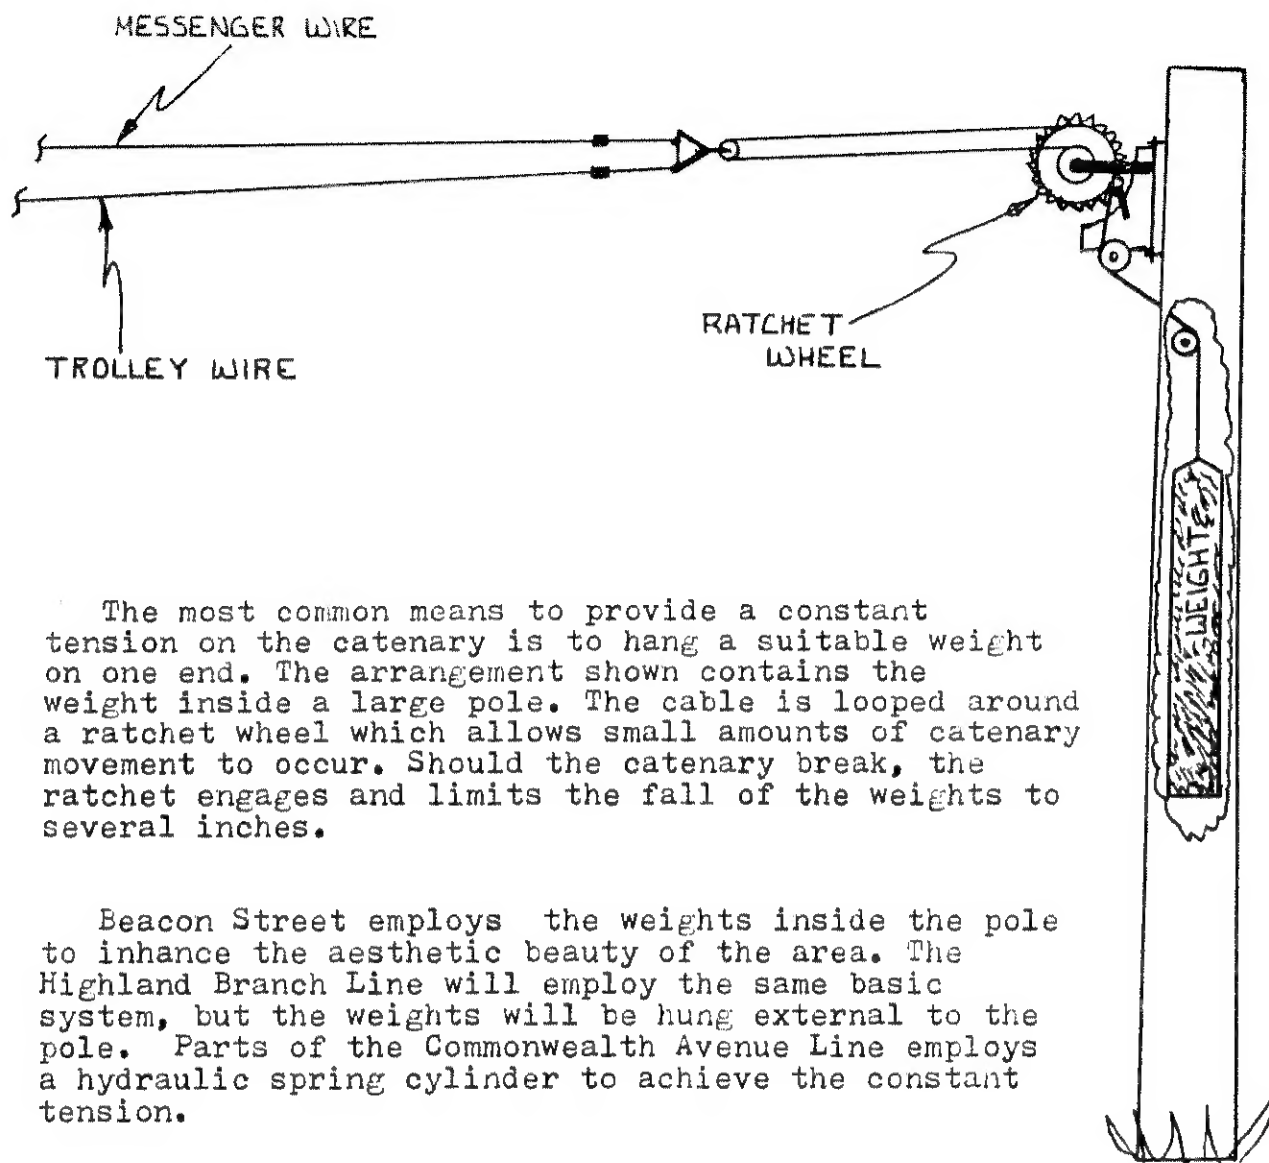 MESSENGER WIRE
TROLLEY WIRE
RATCHET
WHEEL
WEIGHTS
The most common means to provide a constant
tension on the catenary is to hang a suitable weight
on one end. The arrangement shown contains the
weight inside a large pole. The cable is looped around
a ratchet wheel which allows small amounts of catenary
movement to occur. Should the catenary break, the
ratchet engages and limits the fall of the weights to
several inches.
Beacon Street employs the weights inside the pole
to inhance the aesthetic beauty of the area. The
Highland Branch Line will employ the same basic
system, but the weights will be hung external to the
pole. Parts of the Commonwealth Avenue Line employs
a hydraulic spring cylinder to achieve the constant
tension.